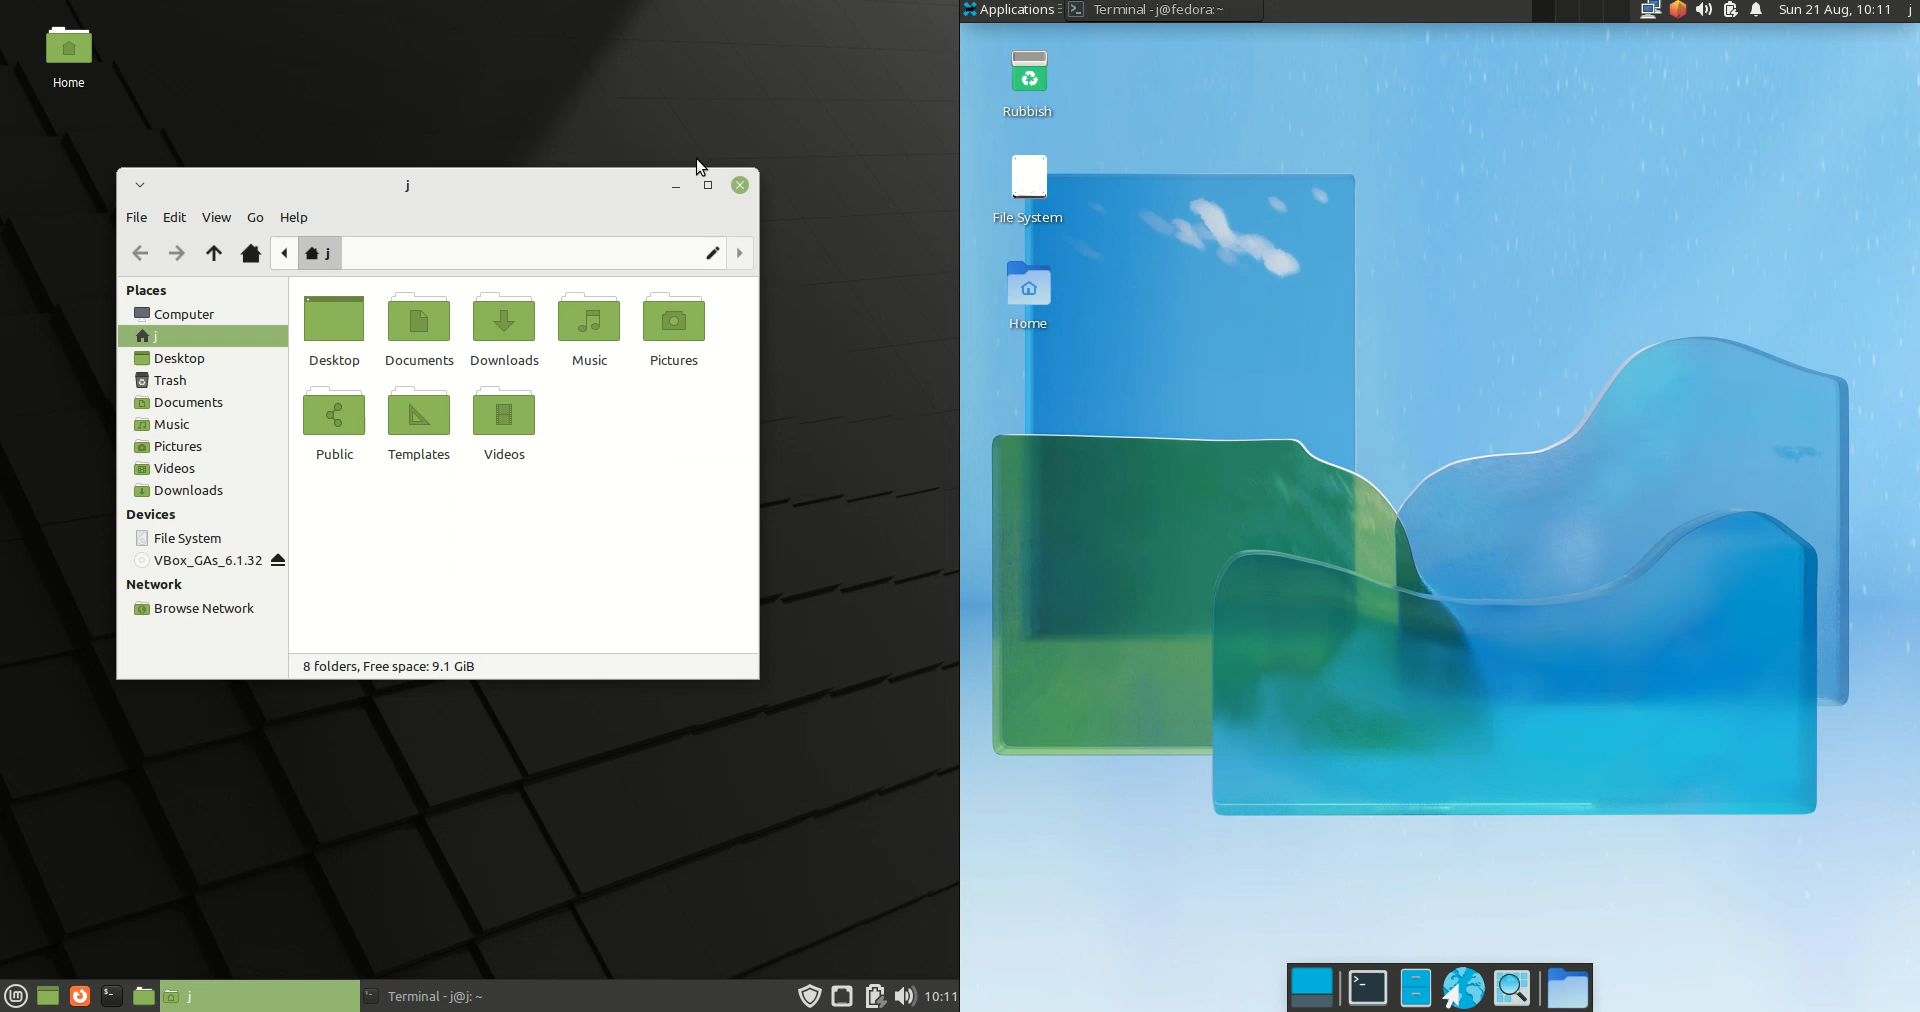 Home
j
File Edit View Go Help
j
Places
Computer
j
Desktop
Trash
Documents
Music
Pictures
Videos
Downloads
Devices
File System
VBox_GAs_6.1.32
Network
Browse Network
Desktop Documents Downloads Music Pictures
Public Templates Videos
8 folders, Free space: 9.1 GiB
j
Terminal - j@j: ~
10:11
Applications
Terminal - j@fedora:~
Sun 21 Aug, 10:11
j
Rubbish
File System
Home